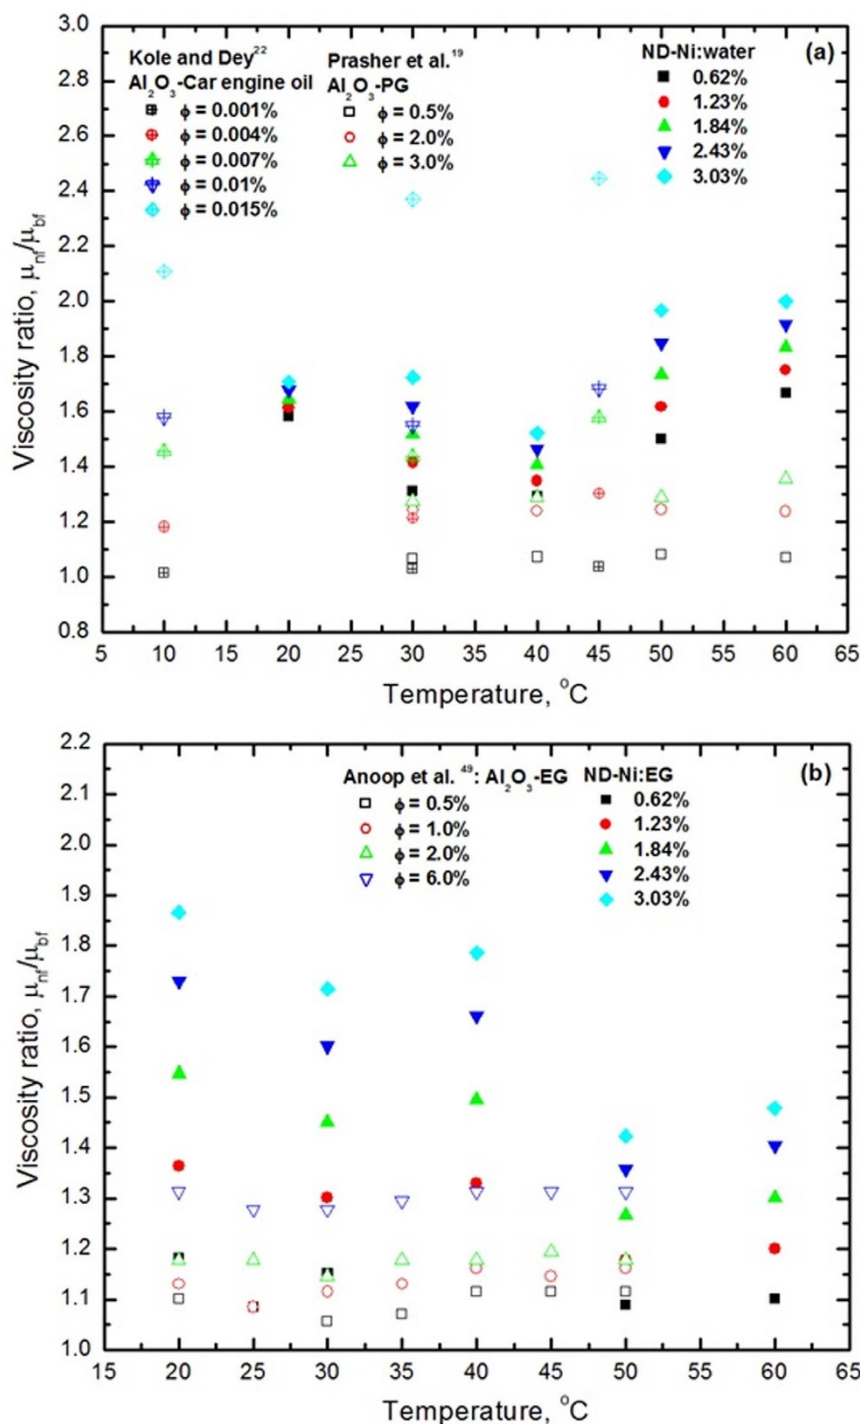 (a)
Kole and Dey²²
Al₂O₃-Car engine oil
ϕ = 0.001%
ϕ = 0.004%
ϕ = 0.007%
ϕ = 0.01%
ϕ = 0.015%
Prasher et al.¹⁹
Al₂O₃-PG
ϕ = 0.5%
ϕ = 2.0%
ϕ = 3.0%
ND-Ni:water
0.62%
1.23%
1.84%
2.43%
3.03%
Viscosity ratio, μnf/μbf
3.0
2.8
2.6
2.4
2.2
2.0
1.8
1.6
1.4
1.2
1.0
0.8
5 10 15 20 25 30 35 40 45 50 55 60 65
Temperature, °C
(b)
Anoop et al. ⁴⁹: Al₂O₃-EG
ϕ = 0.5%
ϕ = 1.0%
ϕ = 2.0%
ϕ = 6.0%
ND-Ni:EG
0.62%
1.23%
1.84%
2.43%
3.03%
Viscosity ratio, μnf/μbf
2.2
2.1
2.0
1.9
1.8
1.7
1.6
1.5
1.4
1.3
1.2
1.1
1.0
15 20 25 30 35 40 45 50 55 60 65
Temperature, °C